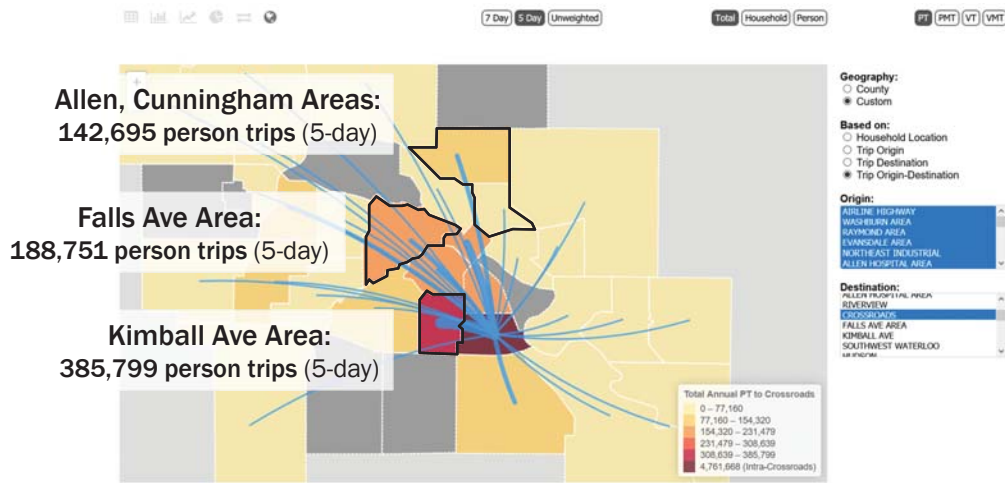 7 Day 5 Day Unweighted
Total Household Person
PT PMT VT VMT
+
Allen, Cunningham Areas:
142,695 person trips (5-day)
Falls Ave Area:
188,751 person trips (5-day)
Kimball Ave Area:
385,799 person trips (5-day)
Geography:
County
Custom
Based on:
Household Location
Trip Origin
Trip Destination
Trip Origin-Destination
Origin:
AIRLINE HIGHWAY
WASHBURN AREA
RAYMOND AREA
EVANSDALE AREA
NORTHEAST INDUSTRIAL
ALLEN HOSPITAL AREA
Destination:
ALLEN HOSPITAL AREA
RIVERVIEW
CROSSROADS
FALLS AVE AREA
KIMBALL AVE
SOUTHWEST WATERLOO
HUDSON
Total Annual PT to Crossroads
0 – 77,160
77,160 – 154,320
154,320 – 231,479
231,479 – 308,639
308,639 – 385,799
4,761,668 (Intra-Crossroads)